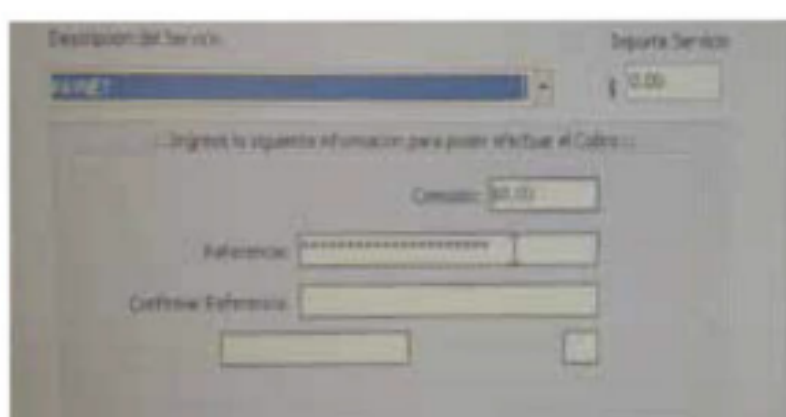 Descripcion del Servicio
Importe Servicio
PAYNET
$ 0.00
Ingrese la siguiente informacion para poder efectuar el Cobro
Comision:
Referencia: **********************
Confirmar Referencia: